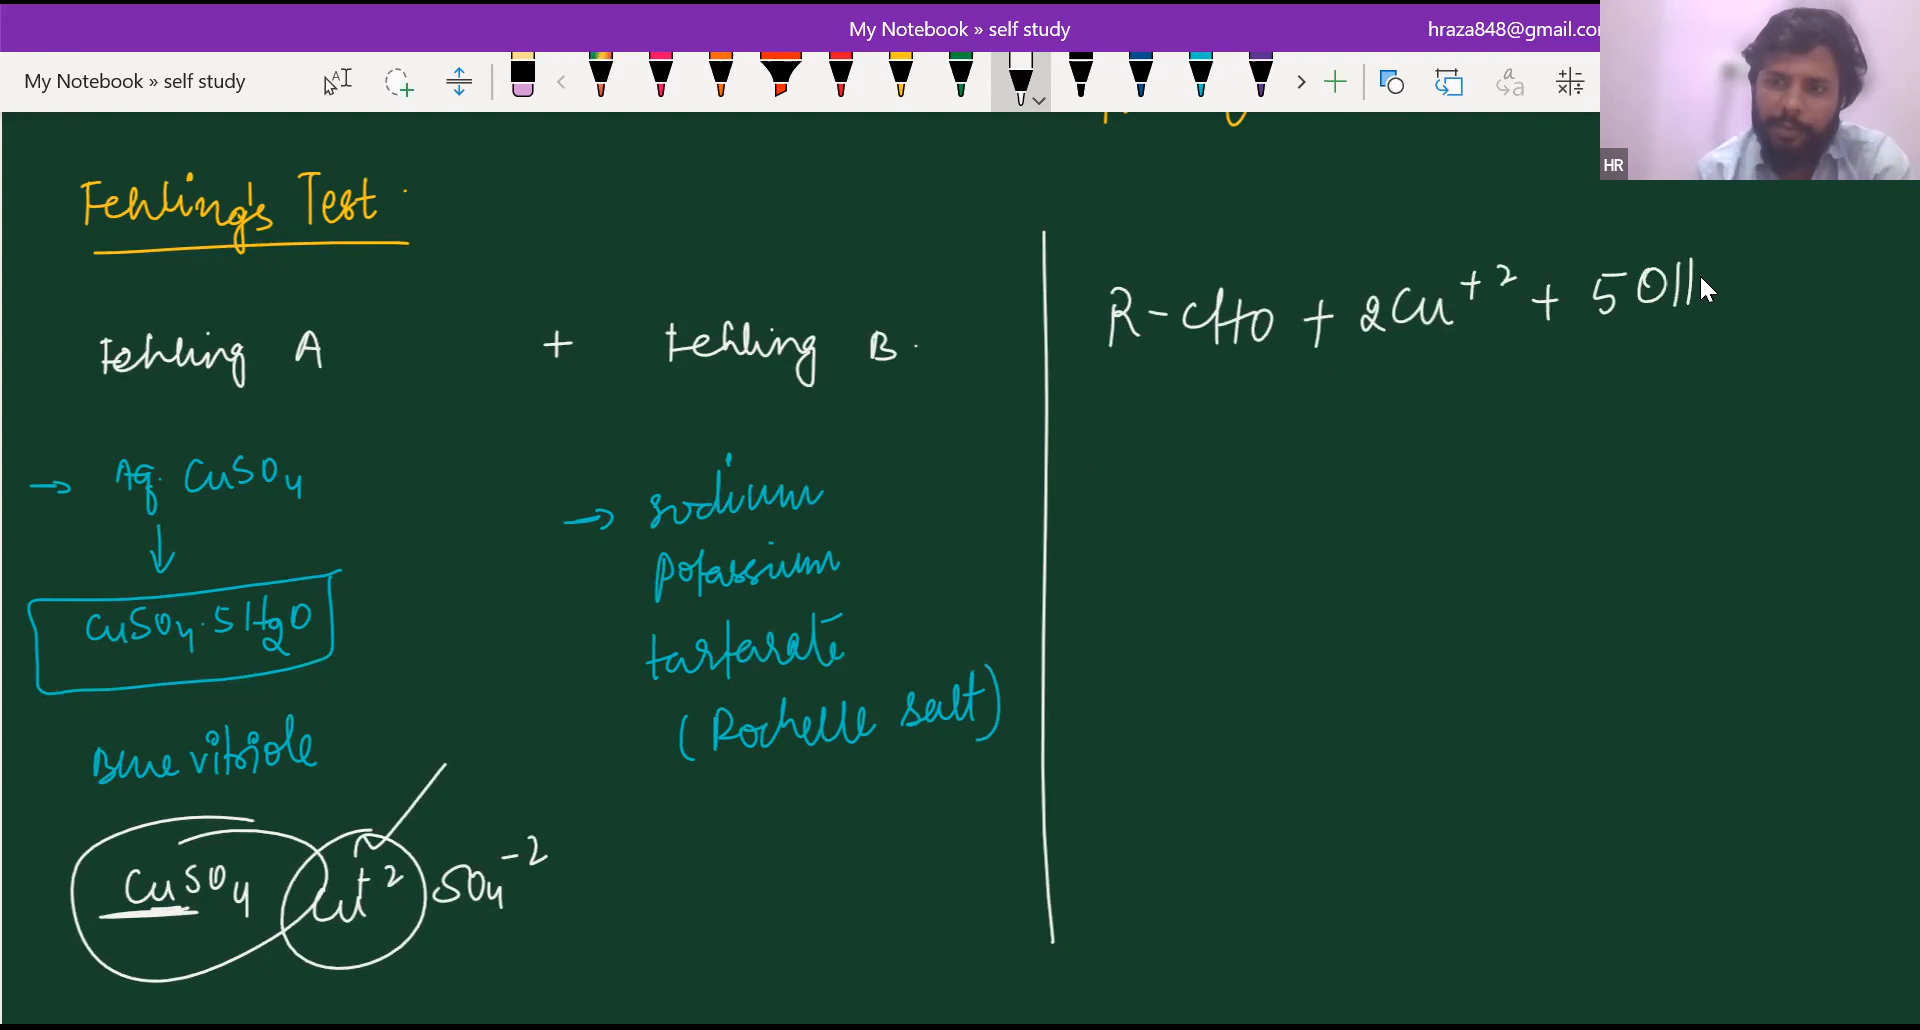 My Notebook » self study
hraza848@gmail.co
My Notebook » self study
HR
Fehling's Test
Fehling A + Fehling B.
→ Aq. CuSO4
↓
CuSO4.5H2O
Blue vitriole
CuSO4 Cu+2 SO4-2
→ sodium
potassium
tartarate
(Rochelle salt)
R-CHO + 2Cu+2 + 5OH